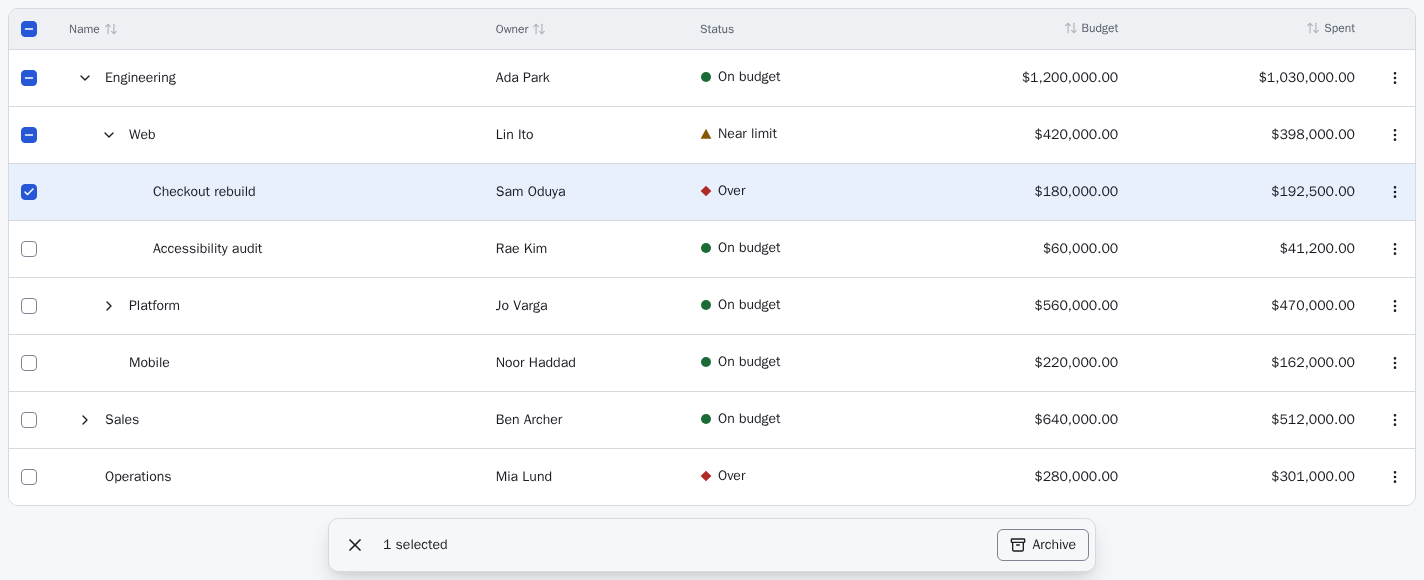 Name Owner Status Budget Spent
Engineering Ada Park On budget $1,200,000.00 $1,030,000.00
Web Lin Ito Near limit $420,000.00 $398,000.00
Checkout rebuild Sam Oduya Over $180,000.00 $192,500.00
Accessibility audit Rae Kim On budget $60,000.00 $41,200.00
Platform Jo Varga On budget $560,000.00 $470,000.00
Mobile Noor Haddad On budget $220,000.00 $162,000.00
Sales Ben Archer On budget $640,000.00 $512,000.00
Operations Mia Lund Over $280,000.00 $301,000.00
1 selected Archive